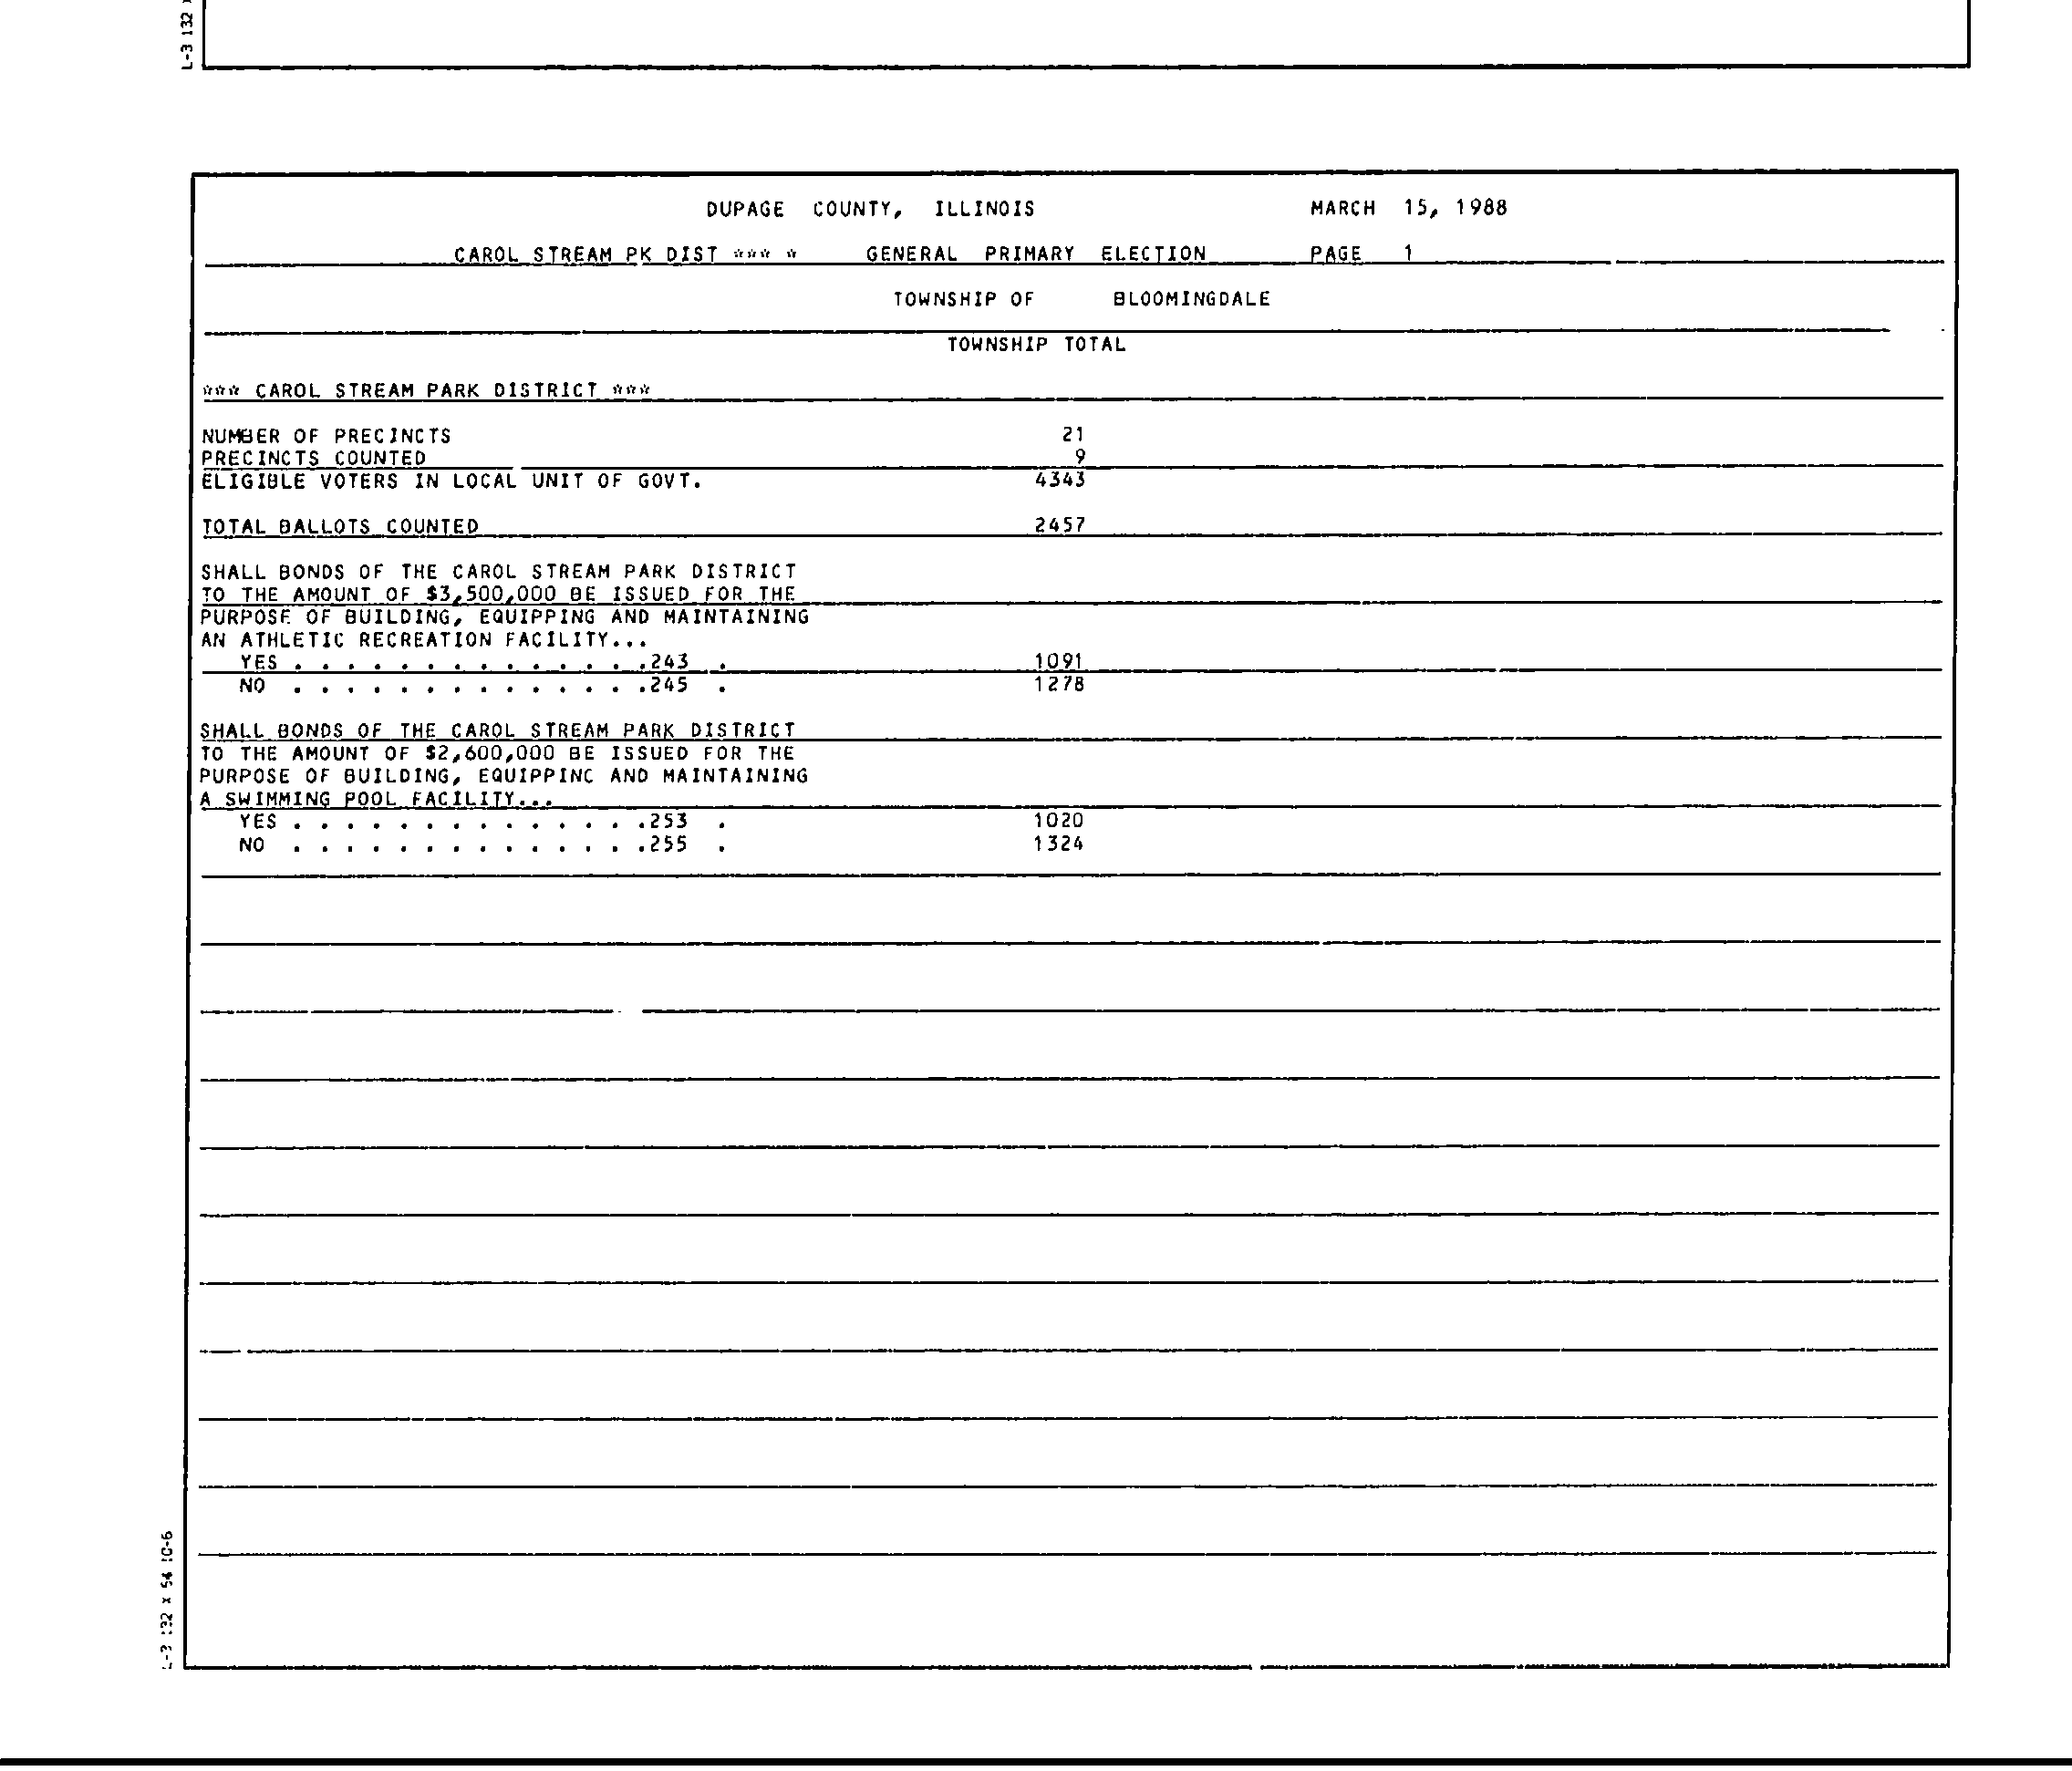 L-3 132
DUPAGE COUNTY, ILLINOIS MARCH 15, 1988
CAROL STREAM PK DIST *** * GENERAL PRIMARY ELECTION PAGE 1
TOWNSHIP OF BLOOMINGDALE
TOWNSHIP TOTAL
*** CAROL STREAM PARK DISTRICT ***
NUMBER OF PRECINCTS 21
PRECINCTS COUNTED 9
ELIGIBLE VOTERS IN LOCAL UNIT OF GOVT. 4343
TOTAL BALLOTS COUNTED 2457
SHALL BONDS OF THE CAROL STREAM PARK DISTRICT
TO THE AMOUNT OF $3,500,000 BE ISSUED FOR THE
PURPOSE OF BUILDING, EQUIPPING AND MAINTAINING
AN ATHLETIC RECREATION FACILITY...
YES . . . . . . . . . . . . . .243 . 1091
NO . . . . . . . . . . . . . .245 . 1278
SHALL BONDS OF THE CAROL STREAM PARK DISTRICT
TO THE AMOUNT OF $2,600,000 BE ISSUED FOR THE
PURPOSE OF BUILDING, EQUIPPINC AND MAINTAINING
A SWIMMING POOL FACILITY...
YES . . . . . . . . . . . . . .253 . 1020
NO . . . . . . . . . . . . . .255 . 1324
L-3 132 x 54 10-6